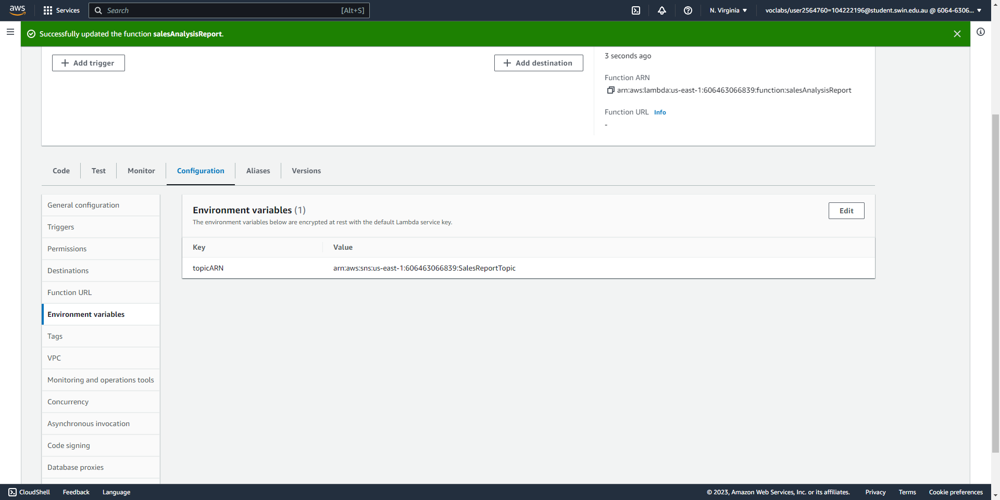 aws
Services
Search
[Alt+S]
N. Virginia
voclabs/user2564760=104222196@student.swin.edu.au @ 6064-6306...
Successfully updated the function salesAnalysisReport.
Add trigger
Add destination
3 seconds ago
Function ARN
arn:aws:lambda:us-east-1:606463066839:function:salesAnalysisReport
Function URL Info
-
Code
Test
Monitor
Configuration
Aliases
Versions
General configuration
Triggers
Permissions
Destinations
Function URL
Environment variables
Tags
VPC
Monitoring and operations tools
Concurrency
Asynchronous invocation
Code signing
Database proxies
Environment variables (1)
The environment variables below are encrypted at rest with the default Lambda service key.
Edit
Key
Value
topicARN
arn:aws:sns:us-east-1:606463066839:SalesReportTopic
CloudShell
Feedback
Language
© 2023, Amazon Web Services, Inc. or its affiliates.
Privacy
Terms
Cookie preferences